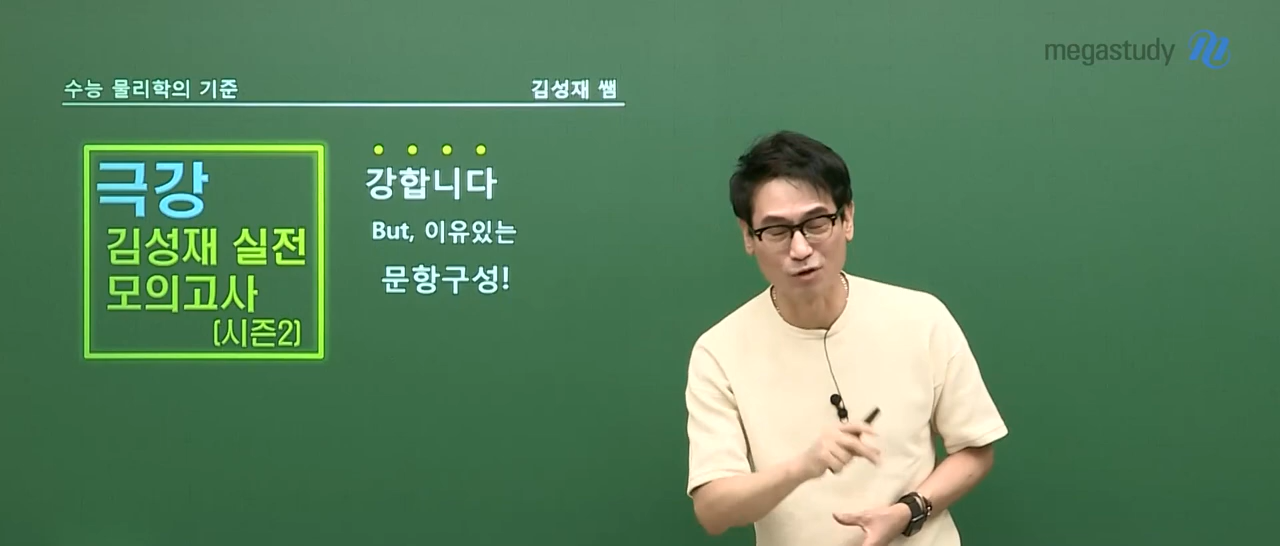 megastudy
수능 물리학의 기준
김성재 쌤
극강
김성재 실전
모의고사
(시즌2)
강합니다
But, 이유있는
문항구성!